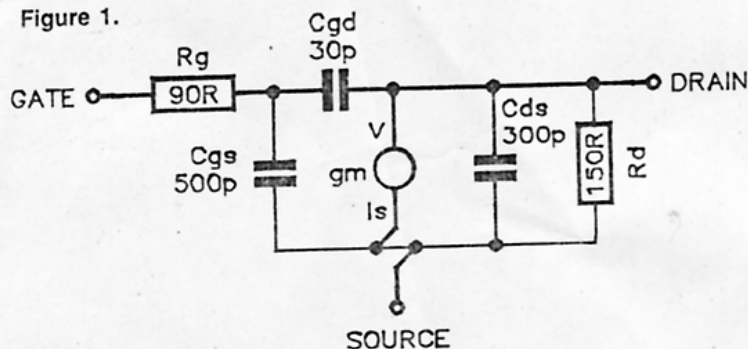 Figure 1.
Cgd
30p
Rg
GATE
90R
DRAIN
Cds
300p
V
Cgs
500p
gm
150R
Rd
Is
SOURCE